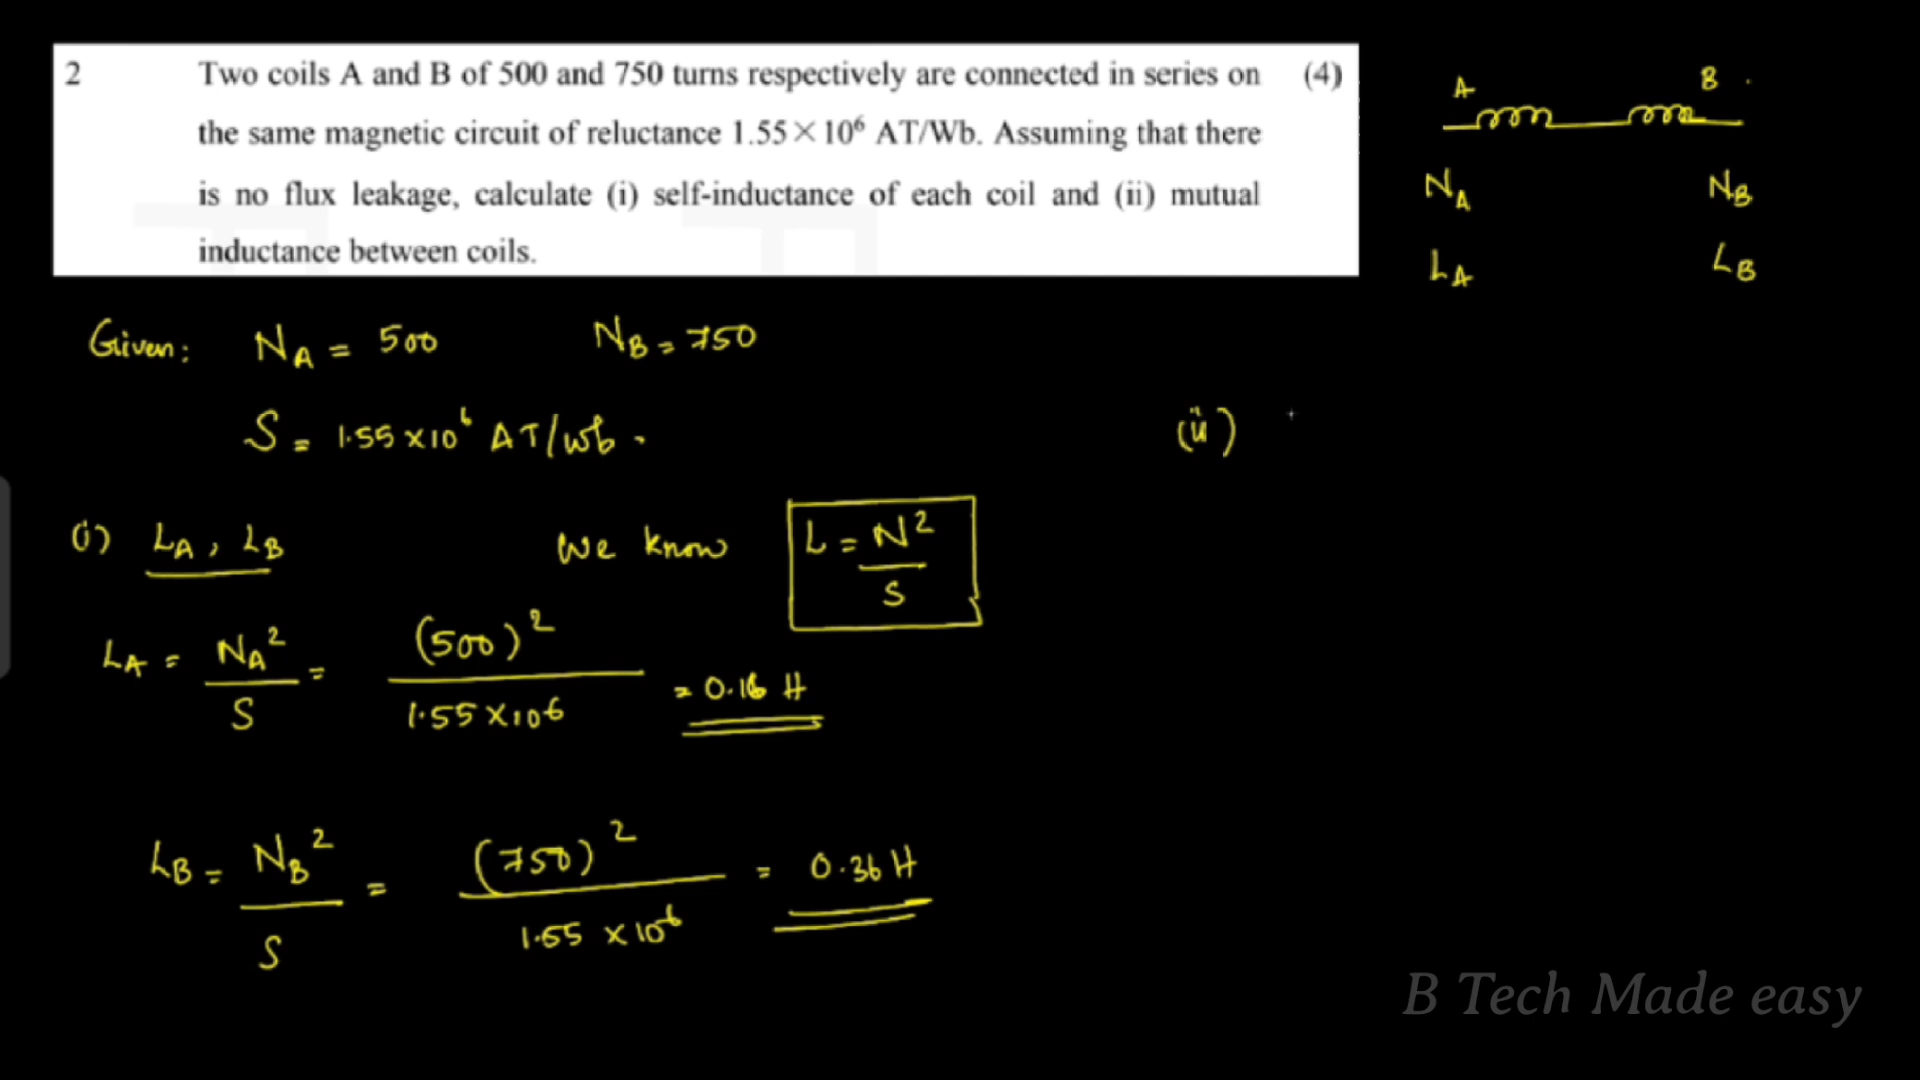 2 Two coils A and B of 500 and 750 turns respectively are connected in series on (4)
the same magnetic circuit of reluctance 1.55×10⁶ AT/Wb. Assuming that there
is no flux leakage, calculate (i) self-inductance of each coil and (ii) mutual
inductance between coils.
A B
N_A N_B
L_A L_B
Given: N_A = 500 N_B = 750
S = 1.55 ×10⁶ AT/wb.
(ii)
(i) L_A, L_B We know L = N²/S
L_A = N_A²/S = (500)²/1.55×10⁶ = 0.16 H
L_B = N_B²/S = (750)²/1.55 ×10⁶ = 0.36 H
B Tech Made easy